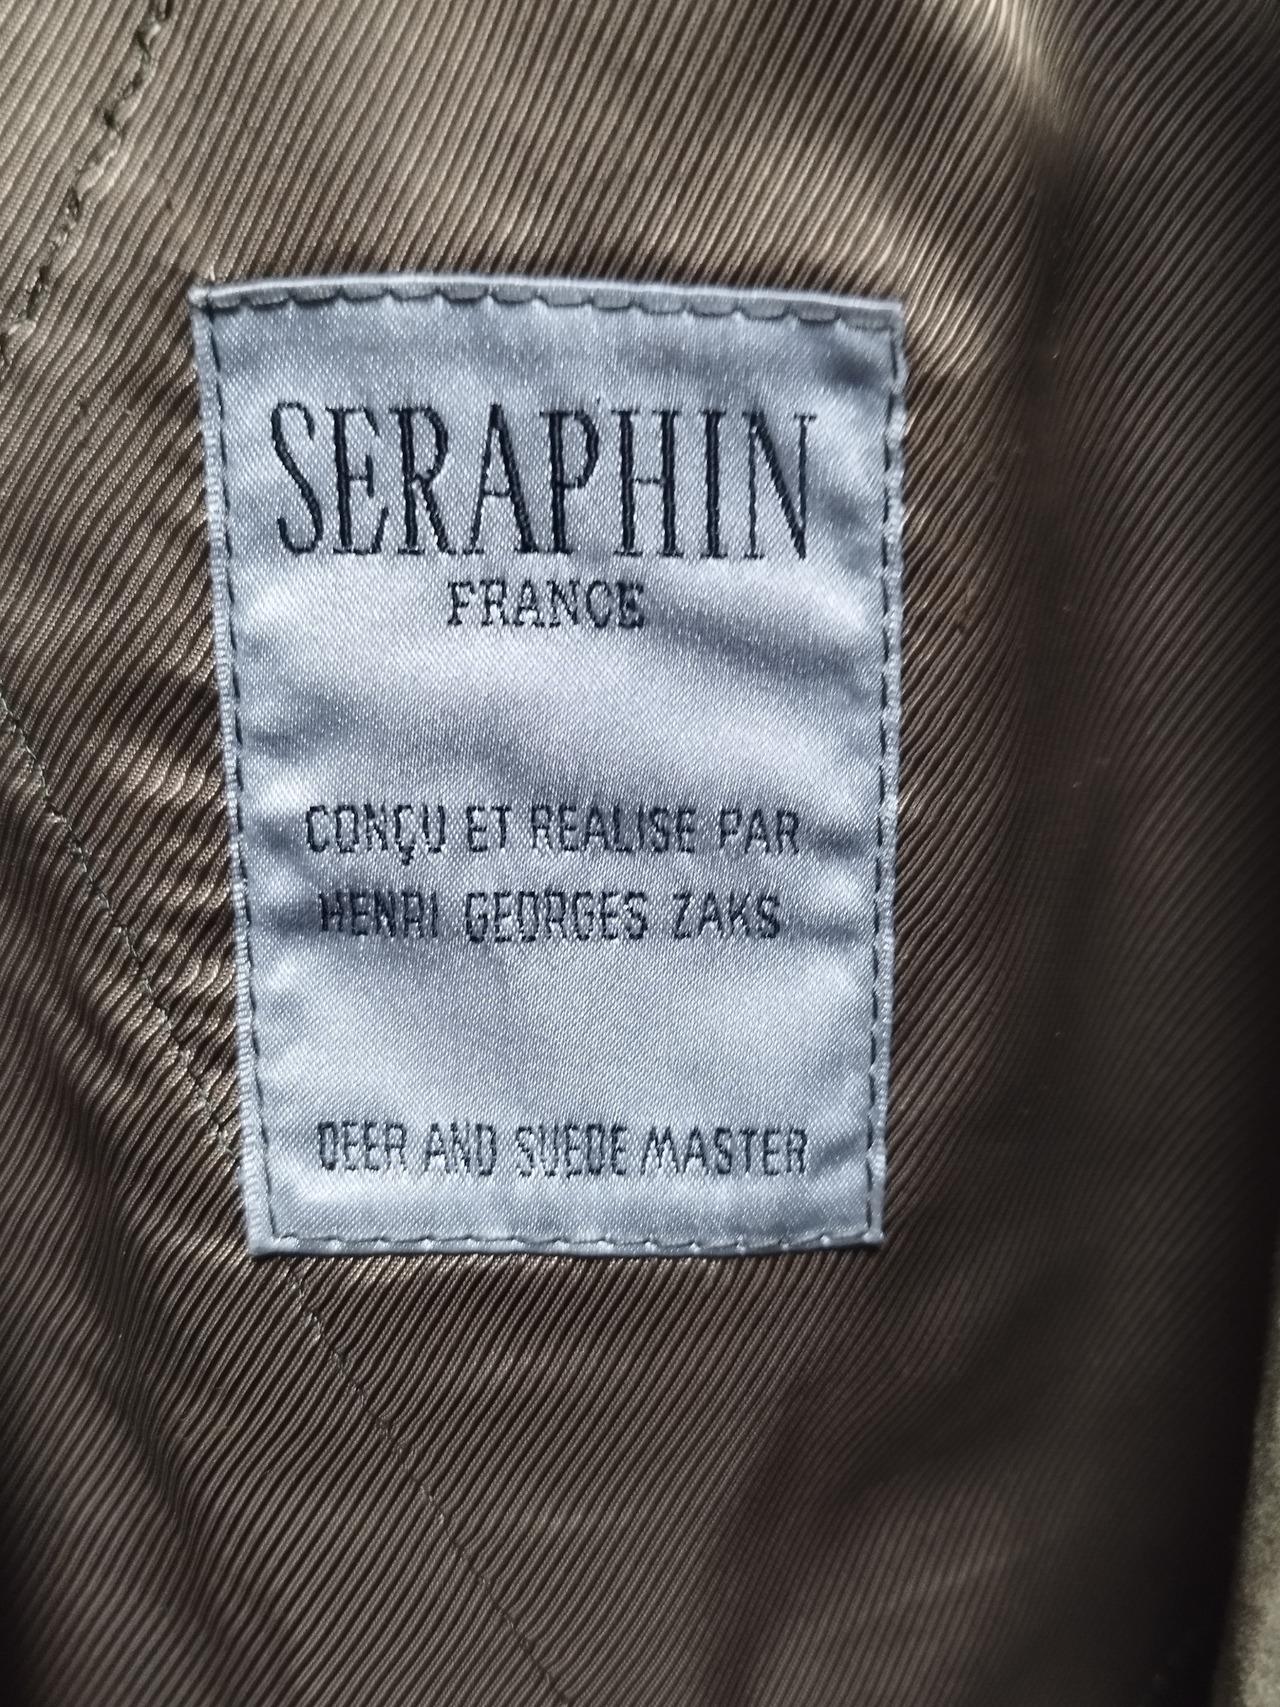 SERAPHIN
FRANCE
CONÇU ET REALISE PAR
HENRI GEORGES ZAKS
DEER AND SUEDE MASTER